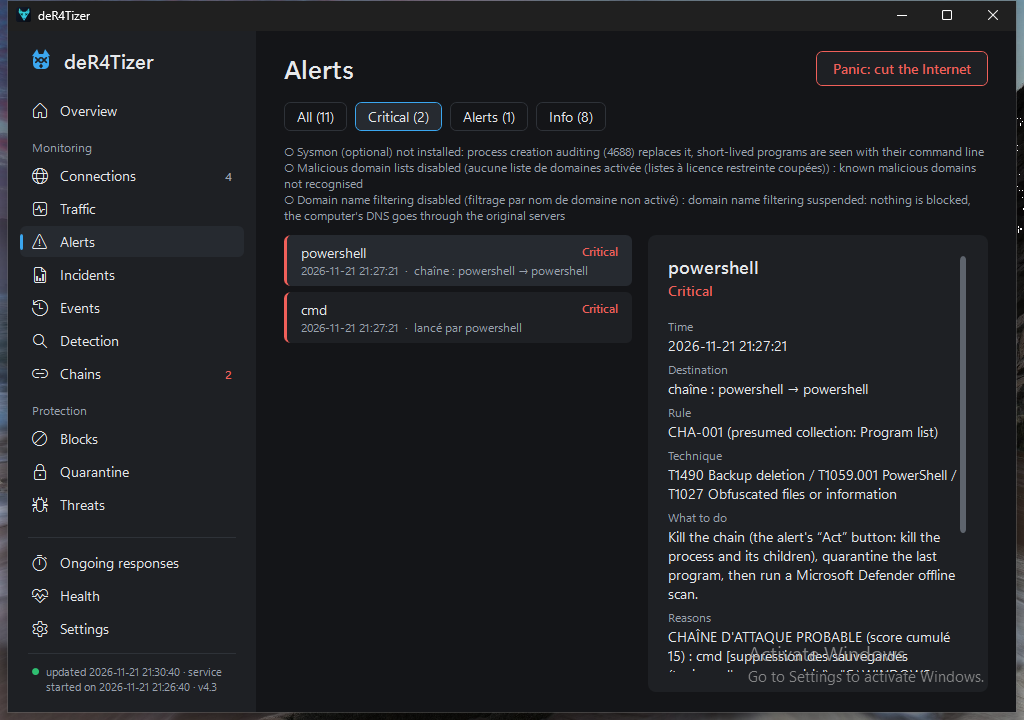 deR4Tizer
deR4Tizer
Overview
Monitoring
Connections 4
Traffic
Alerts
Incidents
Events
Detection
Chains 2
Protection
Blocks
Quarantine
Threats
Ongoing responses
Health
Settings
updated 2026-11-21 21:30:40 · service
started on 2026-11-21 21:26:40 · v4.3
Alerts
Panic: cut the Internet
All (11) Critical (2) Alerts (1) Info (8)
○ Sysmon (optional) not installed: process creation auditing (4688) replaces it, short-lived programs are seen with their command line
○ Malicious domain lists disabled (aucune liste de domaines activée (listes à licence restreinte coupées)) : known malicious domains
not recognised
○ Domain name filtering disabled (filtrage par nom de domaine non activé) : domain name filtering suspended: nothing is blocked,
the computer's DNS goes through the original servers
powershell Critical
2026-11-21 21:27:21 · chaîne : powershell → powershell
cmd Critical
2026-11-21 21:27:21 · lancé par powershell
powershell
Critical
Time
2026-11-21 21:27:21
Destination
chaîne : powershell → powershell
Rule
CHA-001 (presumed collection: Program list)
Technique
T1490 Backup deletion / T1059.001 PowerShell /
T1027 Obfuscated files or information
What to do
Kill the chain (the alert's “Act” button: kill the
process and its children), quarantine the last
program, then run a Microsoft Defender offline
scan.
Reasons
CHAÎNE D'ATTAQUE PROBABLE (score cumulé
15) : cmd [suppression des sauvegardes
Activate Windows
Go to Settings to activate Windows.